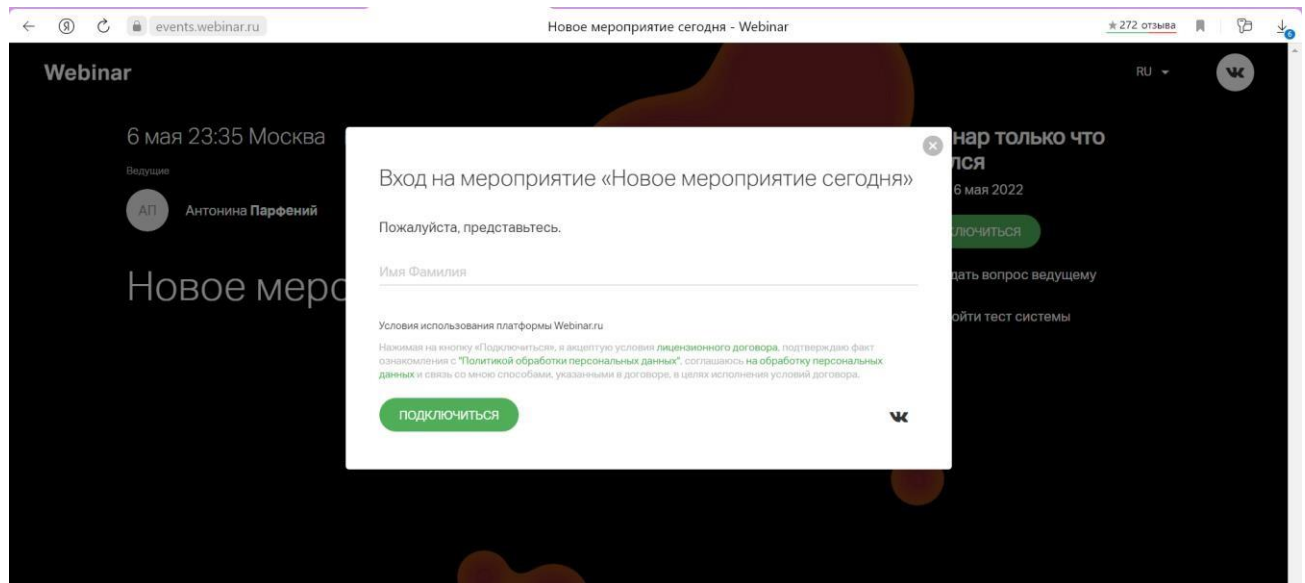 events.webinar.ru
Новое мероприятие сегодня - Webinar
★ 272 отзыва
6
Webinar
RU
6 мая 23:35 Москва
Ведущие
АП
Антонина Парфений
Новое меро
нар только что
лся
6 мая 2022
ключиться
дать вопрос ведущему
ойти тест системы
Вход на мероприятие «Новое мероприятие сегодня»
Пожалуйста, представьтесь.
Имя Фамилия
Условия использования платформы Webinar.ru
Нажимая на кнопку «Подключиться», я акцептую условия лицензионного договора, подтверждаю факт
ознакомления с "Политикой обработки персональных данных", соглашаюсь на обработку персональных
данных и связь со мною способами, указанными в договоре, в целях исполнения условий договора.
ПОДКЛЮЧИТЬСЯ